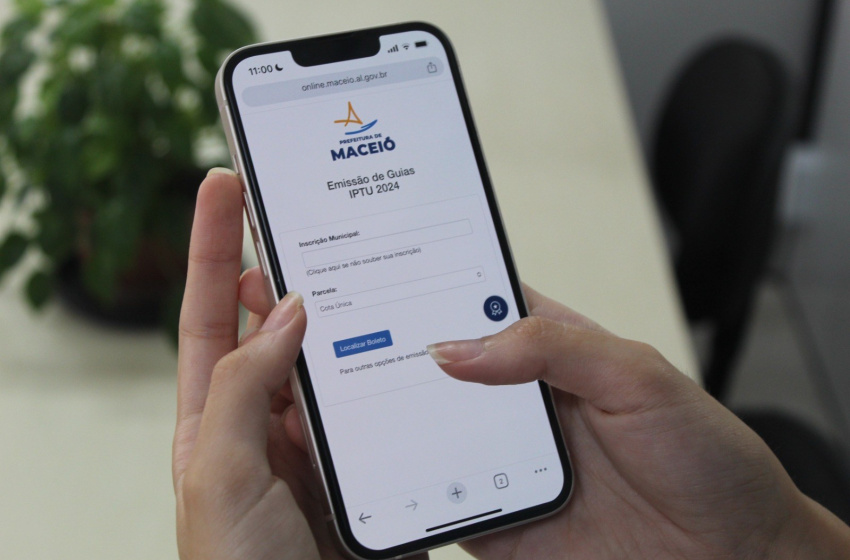 11:00
online.maceio.al.gov.br
PREFEITURA DE
MACEIÓ
Emissão de Guias
IPTU 2024
Inscrição Municipal:
(Clique aqui se não souber sua inscrição)
Parcela:
Cota Única
Localizar Boleto
Para outras opções de emissão
2